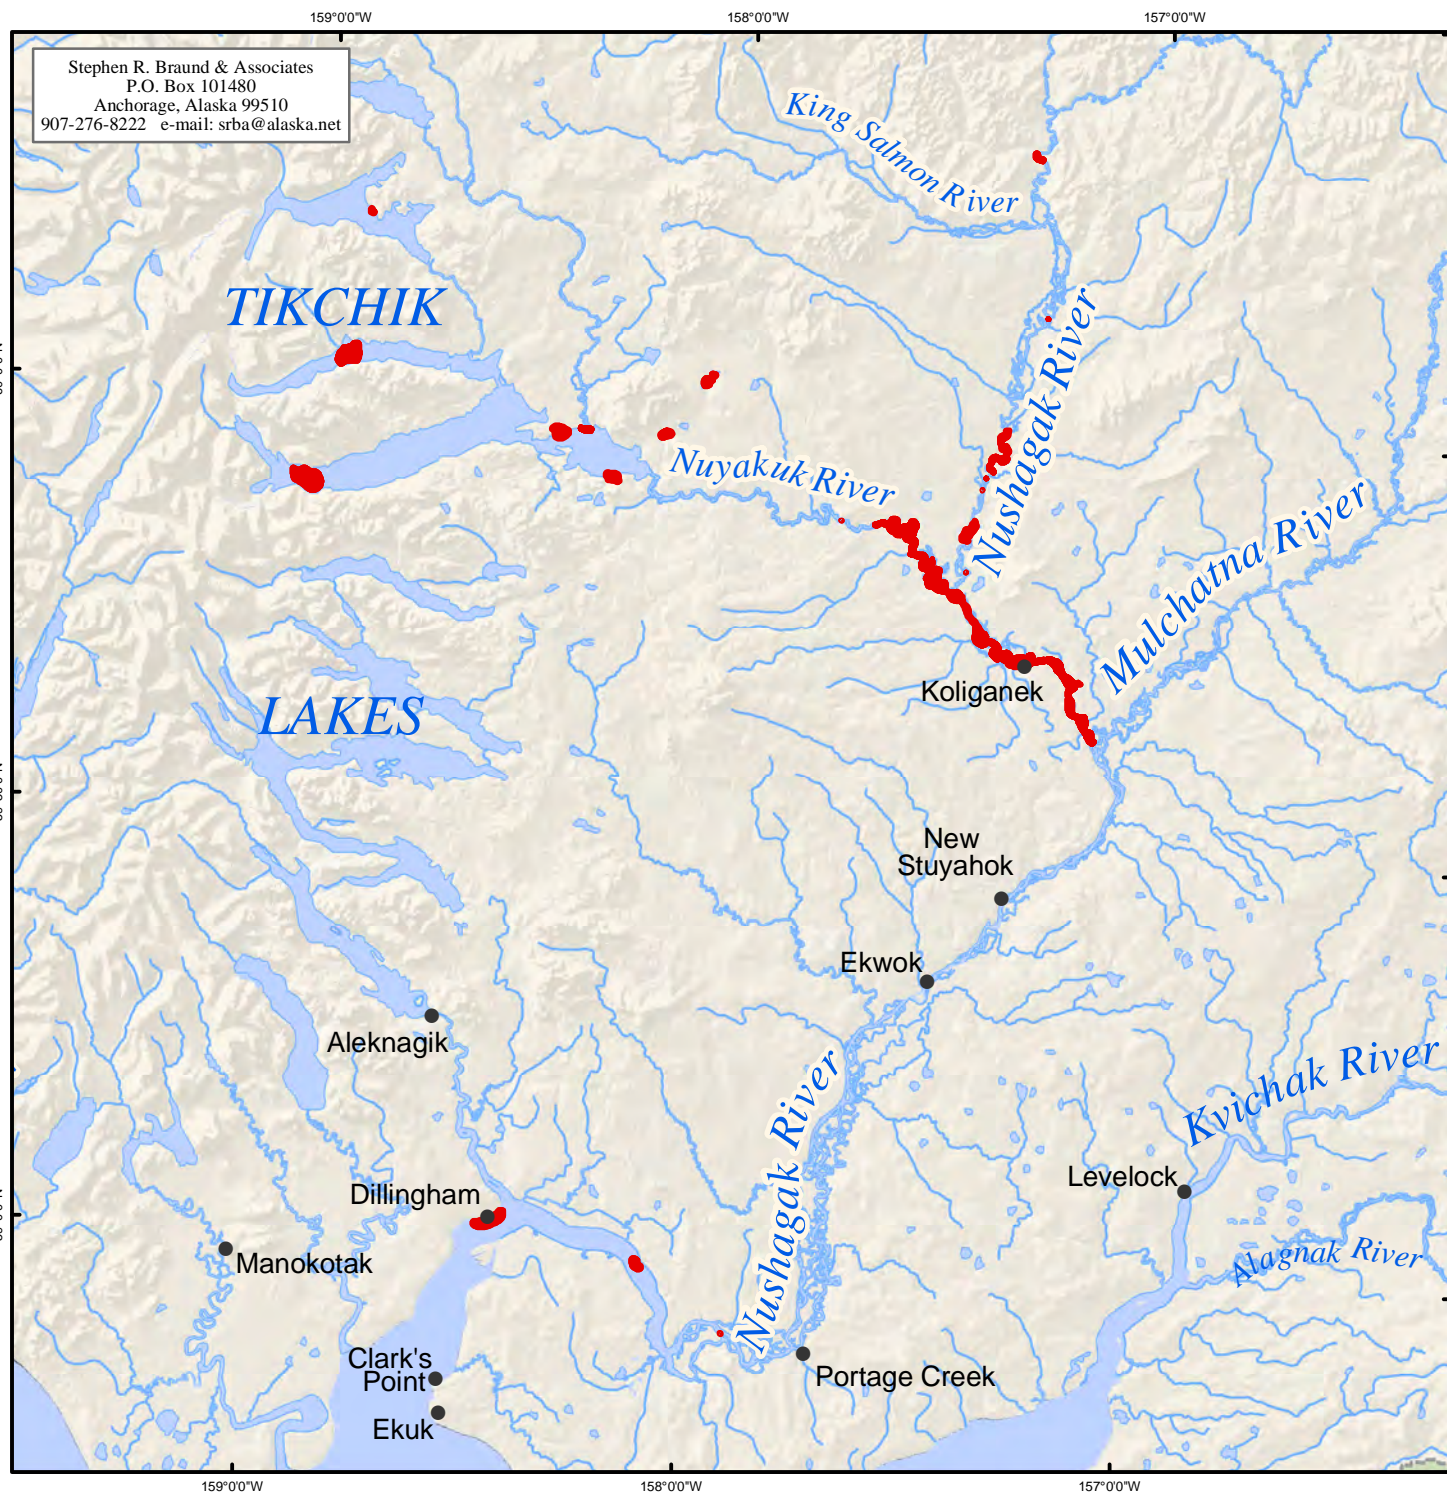 159°0'0"W
158°0'0"W
157°0'0"W
Stephen R. Braund & Associates
P.O. Box 101480
Anchorage, Alaska 99510
907-276-8222 e-mail: srba@alaska.net
King Salmon River
TIKCHIK
Nushagak River
Nuyakuk River
Mulchatna River
Koligane​k
LAKES
New
Stuyahok
Ekwok
Aleknagik
Nushagak River
Kvichak River
Levelock
Dillingham
Manokotak
Alagnak River
Clark's
Point
Portage Creek
Ekuk
159°0'0"W
158°0'0"W
157°0'0"W